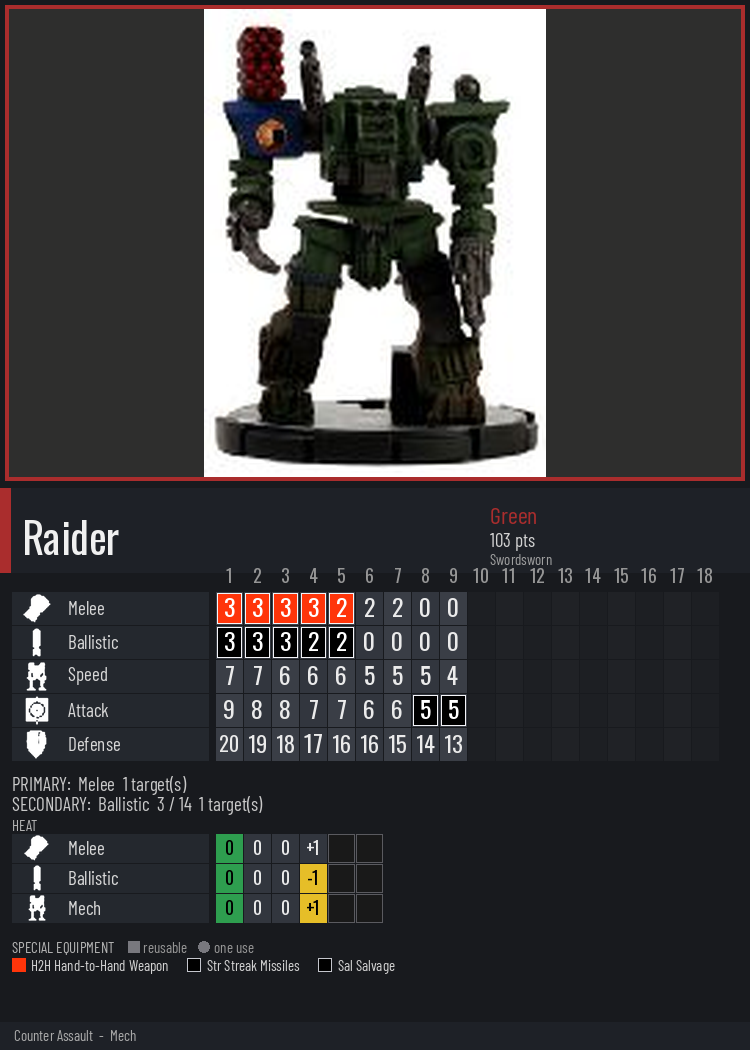 Raider
Green
103 pts
Swordsworn
1 2 3 4 5 6 7 8 9 10 11 12 13 14 15 16 17 18
Melee 3 3 3 3 2 2 2 0 0
Ballistic 3 3 3 2 2 0 0 0 0
Speed 7 7 6 6 6 5 5 5 4
Attack 9 8 8 7 7 6 6 5 5
Defense 20 19 18 17 16 16 15 14 13
PRIMARY: Melee 1 target(s)
SECONDARY: Ballistic 3 / 14 1 target(s)
HEAT
Melee 0 0 0 +1
Ballistic 0 0 0 -1
Mech 0 0 0 +1
SPECIAL EQUIPMENT reusable one use
H2H Hand-to-Hand Weapon Str Streak Missiles Sal Salvage
Counter Assault - Mech